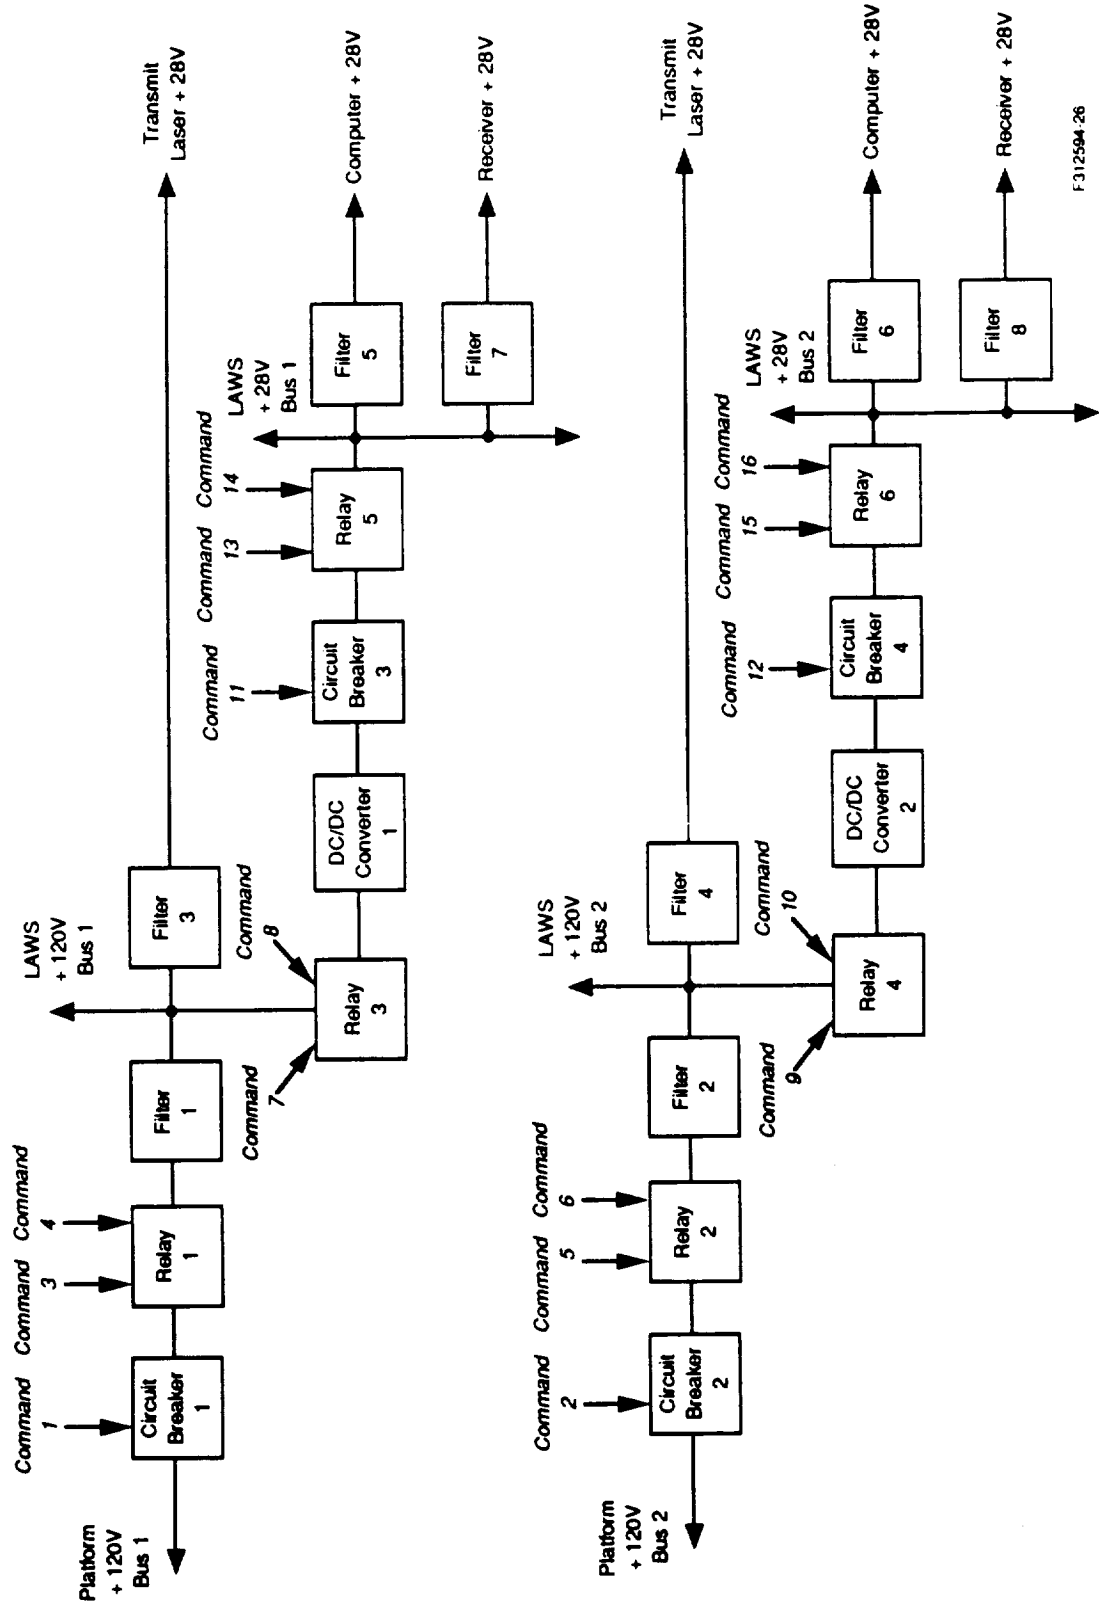 Platform
+ 120V
Bus 1
Command
1
Circuit
Breaker
1
Command
3
Command
4
Relay
1
Filter
1
LAWS
+ 120V
Bus 1
Filter
3
Transmit
Laser + 28V
Command
7
Command
8
Relay
3
DC/DC
Converter
1
Command
11
Circuit
Breaker
3
Command
13
Command
14
Relay
5
LAWS
+ 28V
Bus 1
Filter
5
Computer + 28V
Filter
7
Receiver + 28V
Platform
+ 120V
Bus 2
Command
2
Circuit
Breaker
2
Command
5
Command
6
Relay
2
Filter
2
LAWS
+ 120V
Bus 2
Filter
4
Transmit
Laser + 28V
Command
9
Command
10
Relay
4
DC/DC
Converter
2
Command
12
Circuit
Breaker
4
Command
15
Command
16
Relay
6
LAWS
+ 28V
Bus 2
Filter
6
Computer + 28V
Filter
8
Receiver + 28V
F312594-26